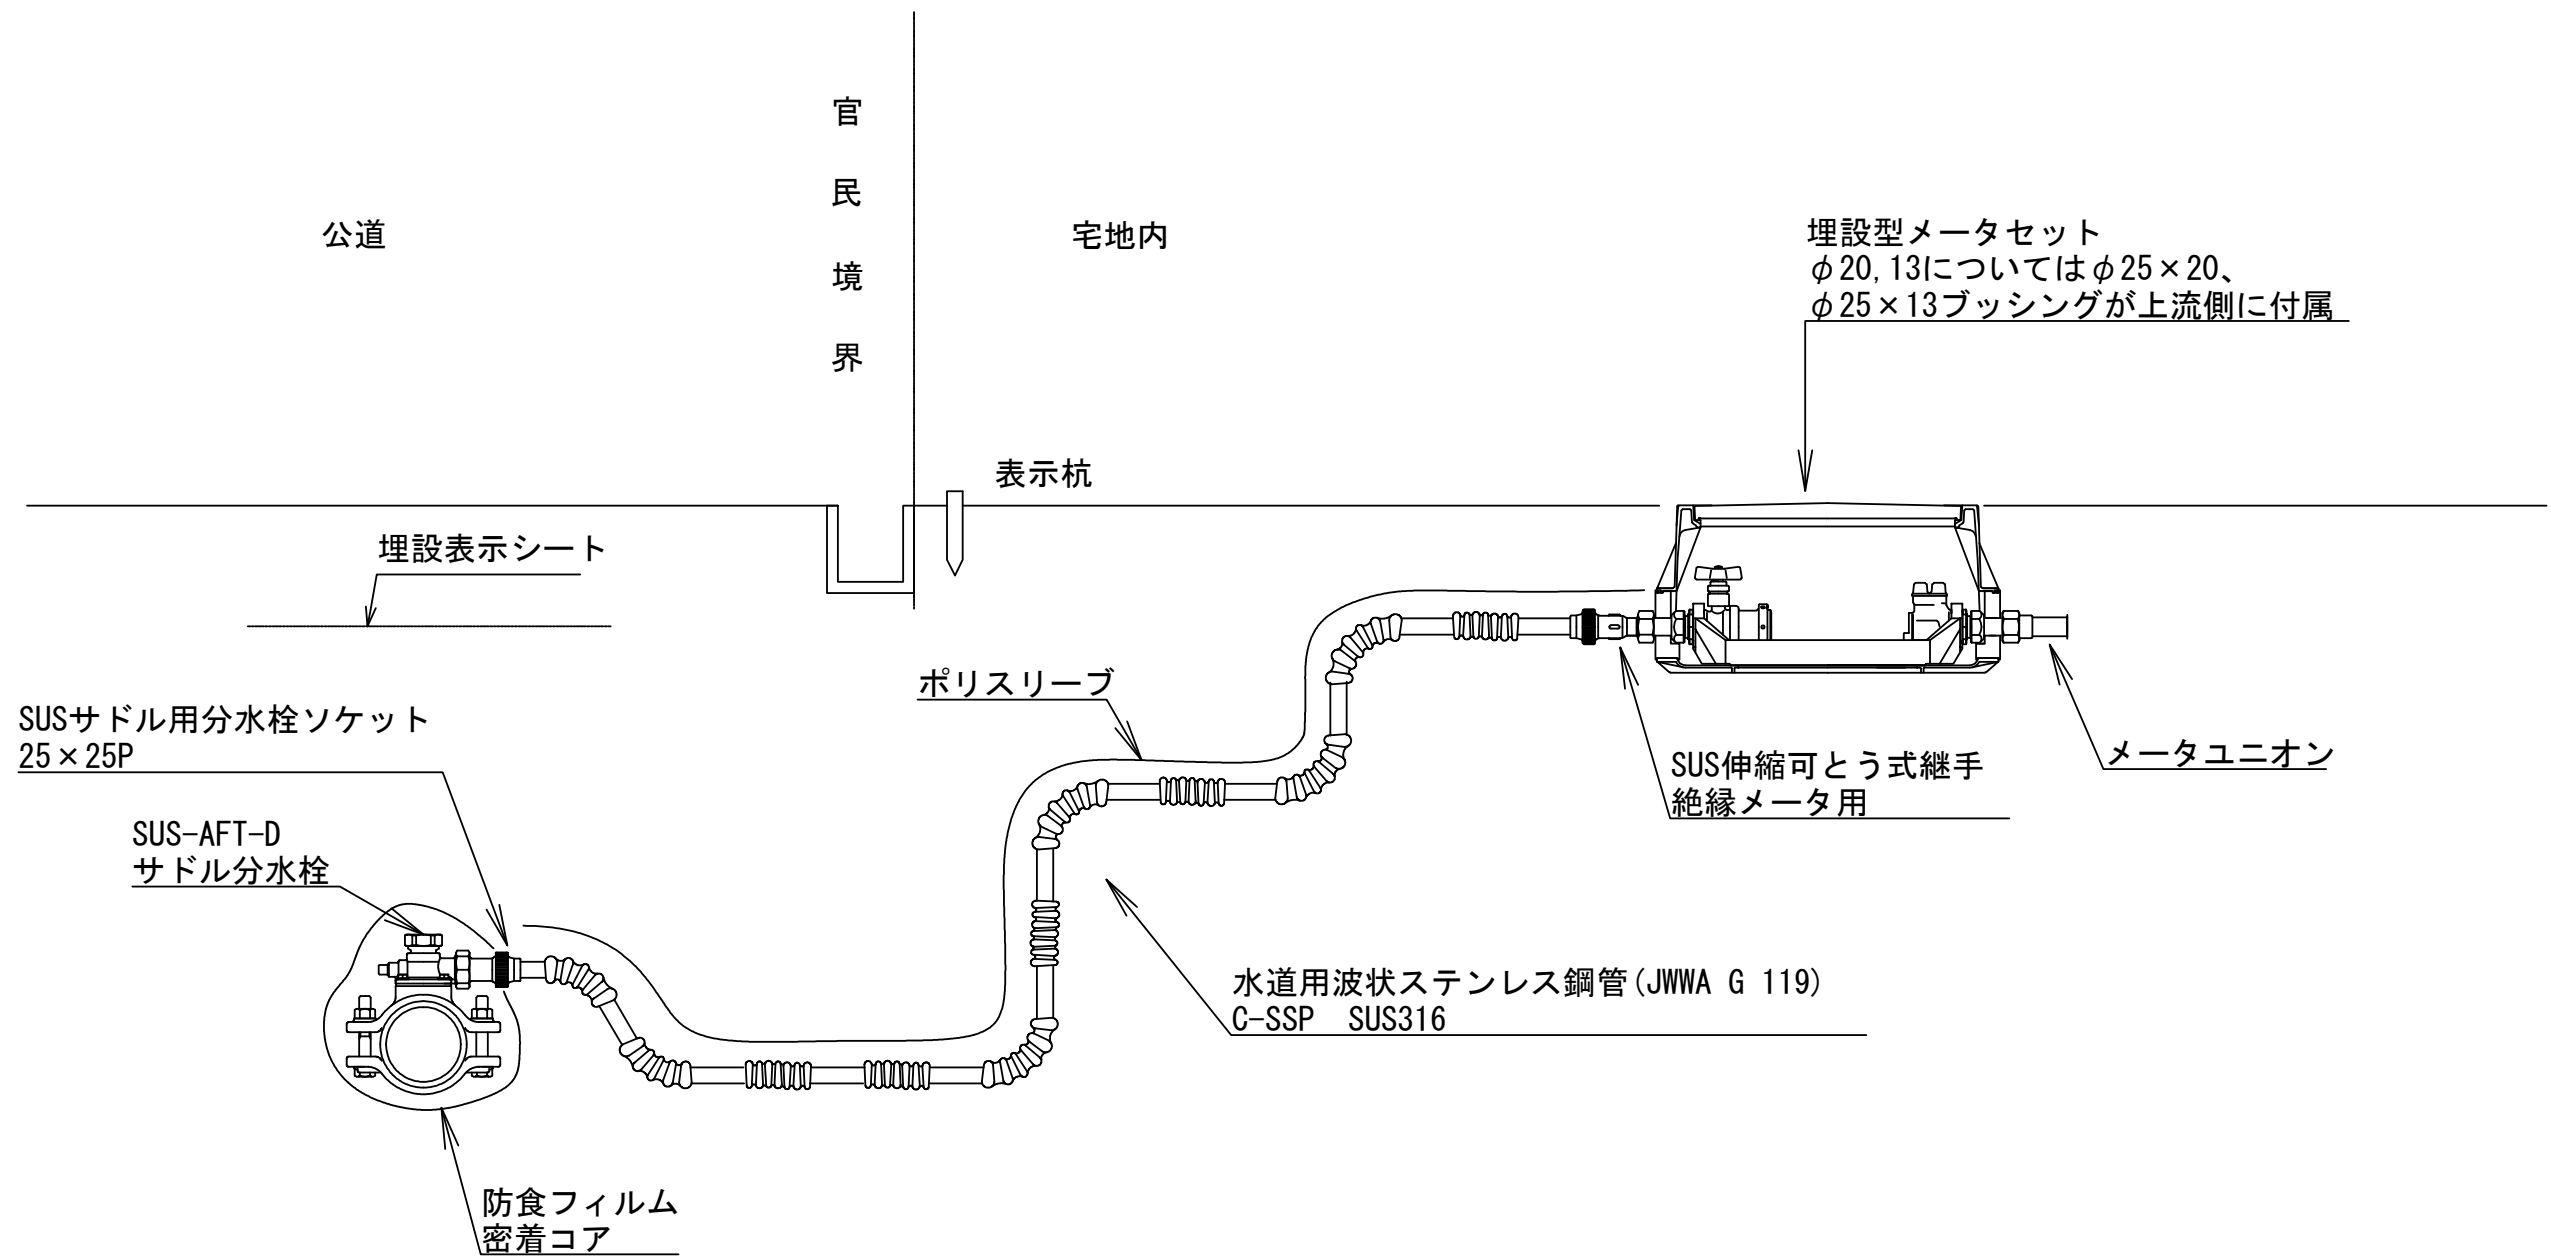 官民境界
公道
宅地内
埋設型メータセット
φ20,13についてはφ25×20、
φ25×13ブッシングが上流側に付属
表示杭
埋設表示シート
ポリスリーブ
SUSサドル用分水栓ソケット
25×25P
SUS伸縮可とう式継手
絶縁メータ用
メータユニオン
SUS-AFT-D
サドル分水栓
水道用波状ステンレス鋼管(JWWA G 119)
C-SSP SUS316
防食フィルム
密着コア